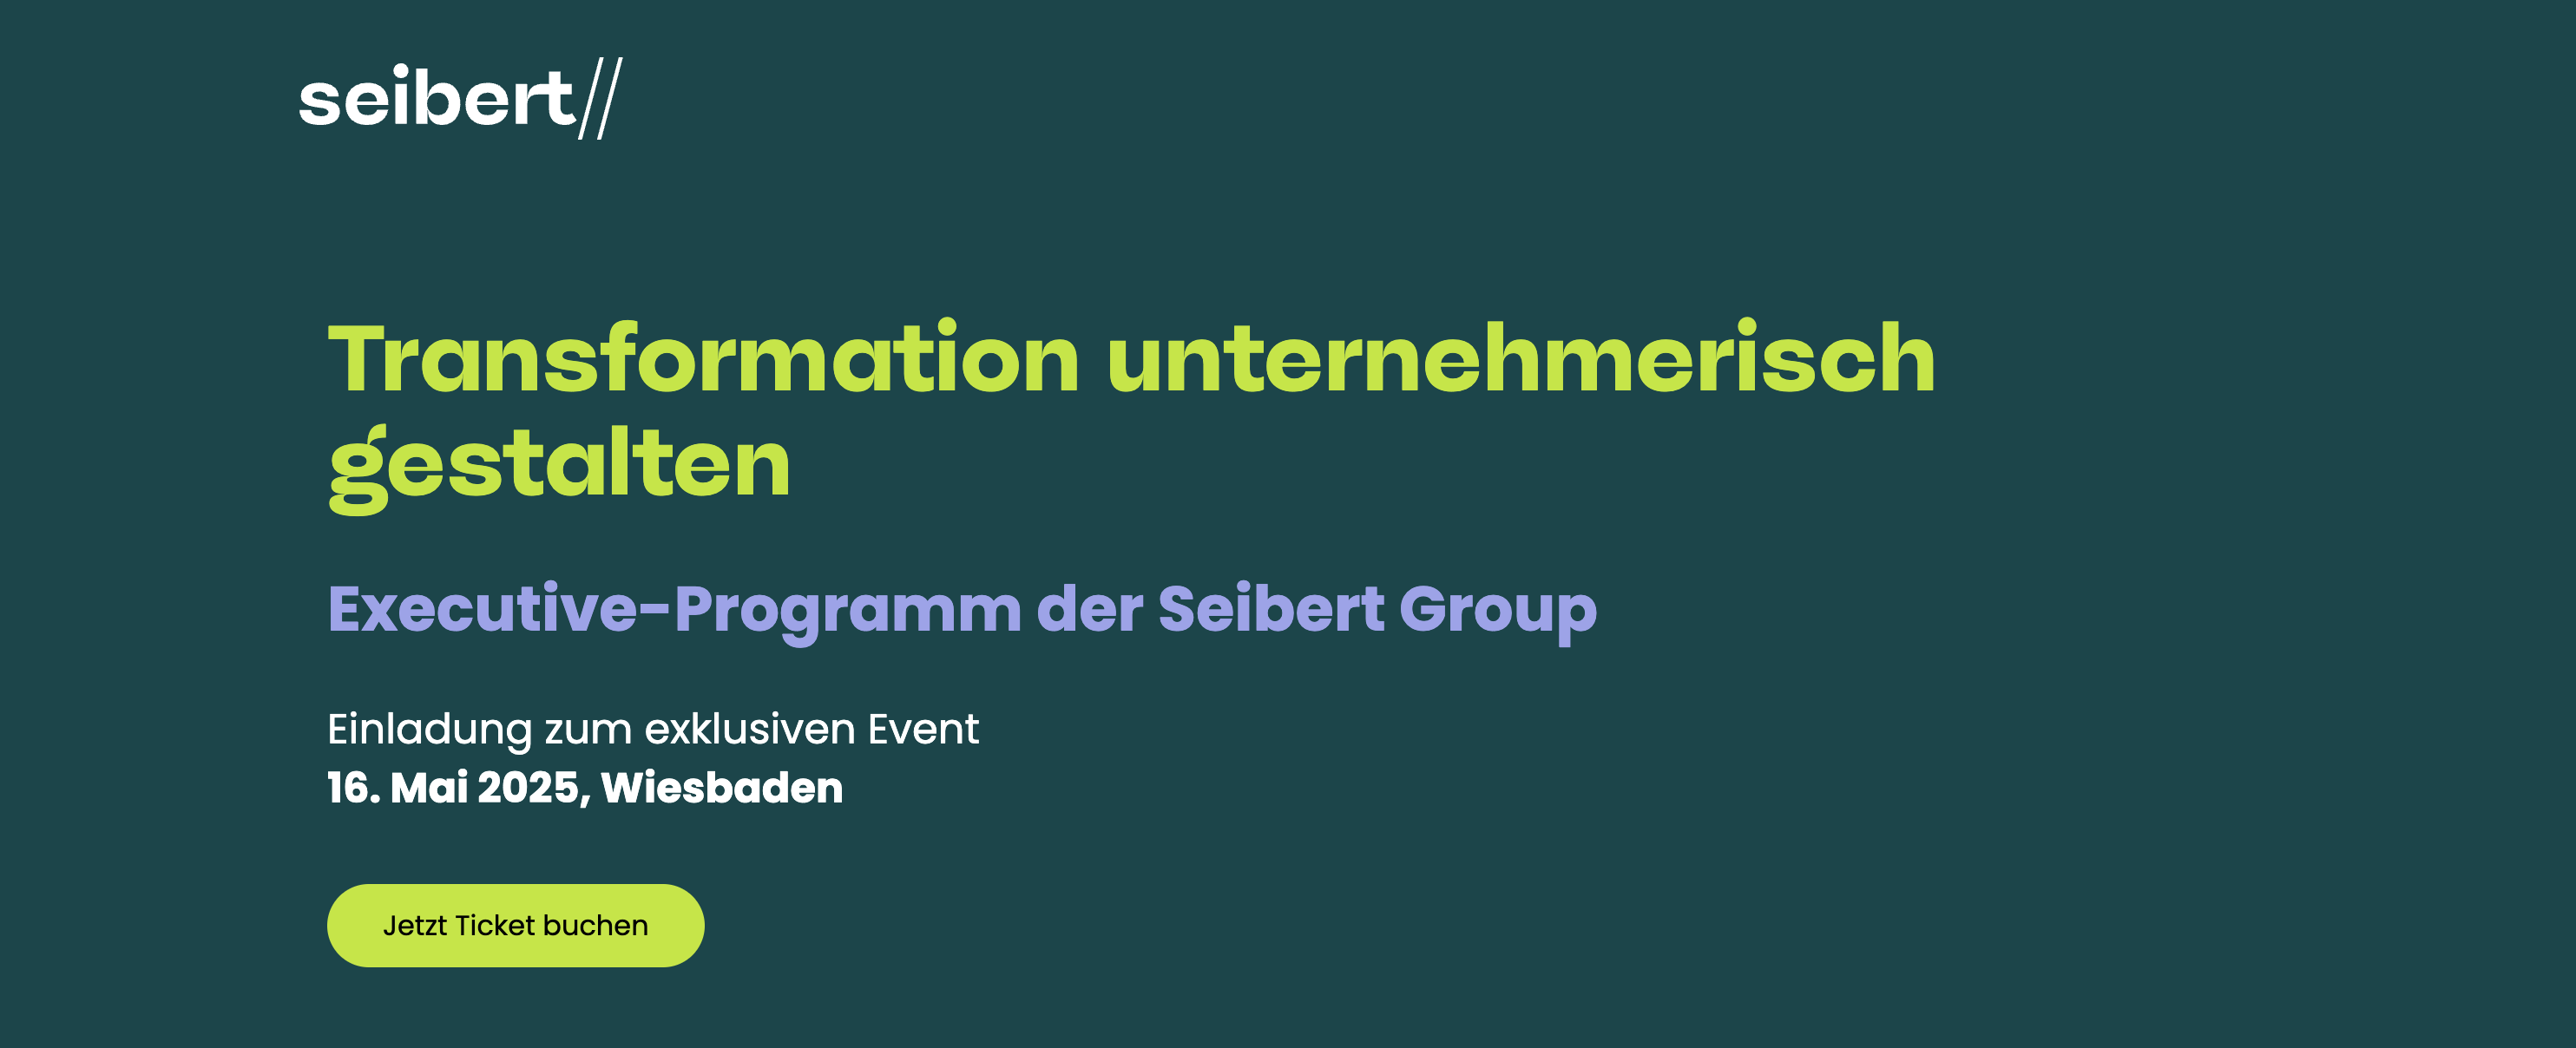 seibert//
Transformation unternehmerisch
gestalten
Executive-Programm der Seibert Group
Einladung zum exklusiven Event
16. Mai 2025, Wiesbaden
Jetzt Ticket buchen